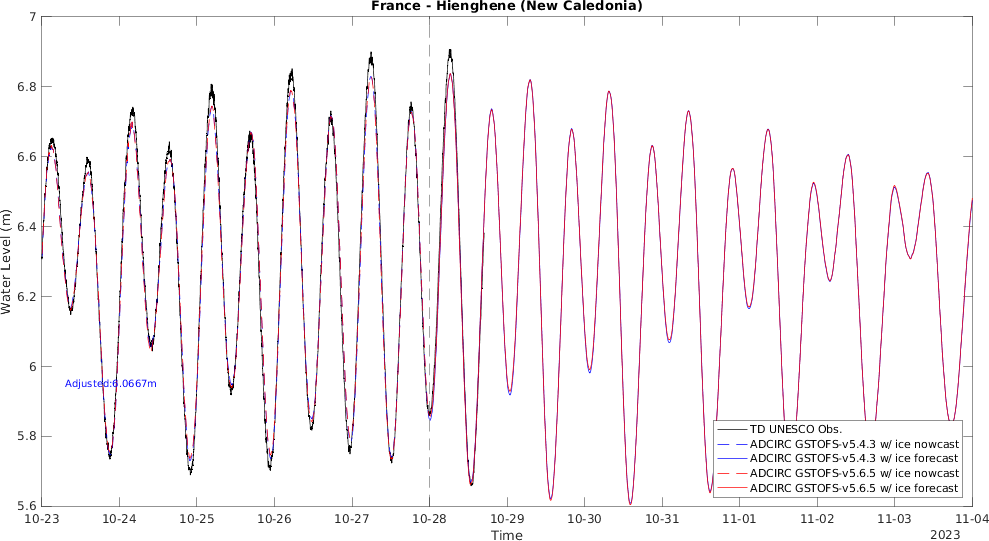 France - Hienghene (New Caledonia)
7
6.8
6.6
6.4
6.2
6
5.8
5.6
Water Level (m)
Adjusted:6.0667m
TD UNESCO Obs.
ADCIRC GSTOFS-v5.4.3 w/ ice nowcast
ADCIRC GSTOFS-v5.4.3 w/ ice forecast
ADCIRC GSTOFS-v5.6.5 w/ ice nowcast
ADCIRC GSTOFS-v5.6.5 w/ ice forecast
10-23 10-24 10-25 10-26 10-27 10-28 10-29 10-30 10-31 11-01 11-02 11-03 11-04
Time
2023